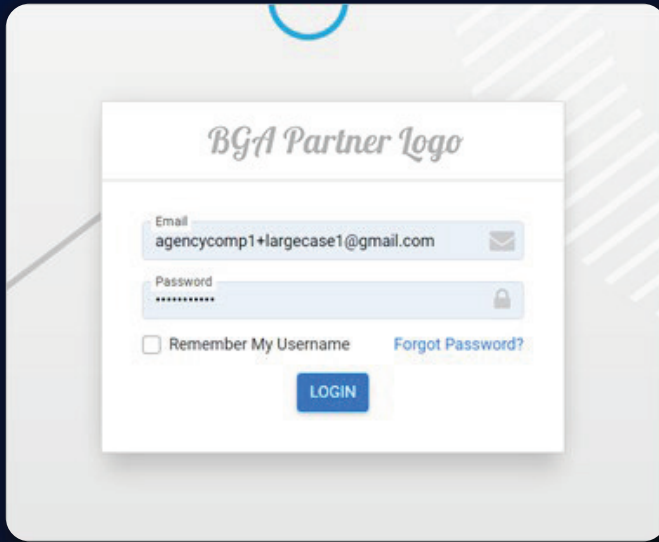 BGA Partner Logo
Email
agencycomp1+largecase1@gmail.com
Password
•••••••••••
Remember My Username Forgot Password?
LOGIN